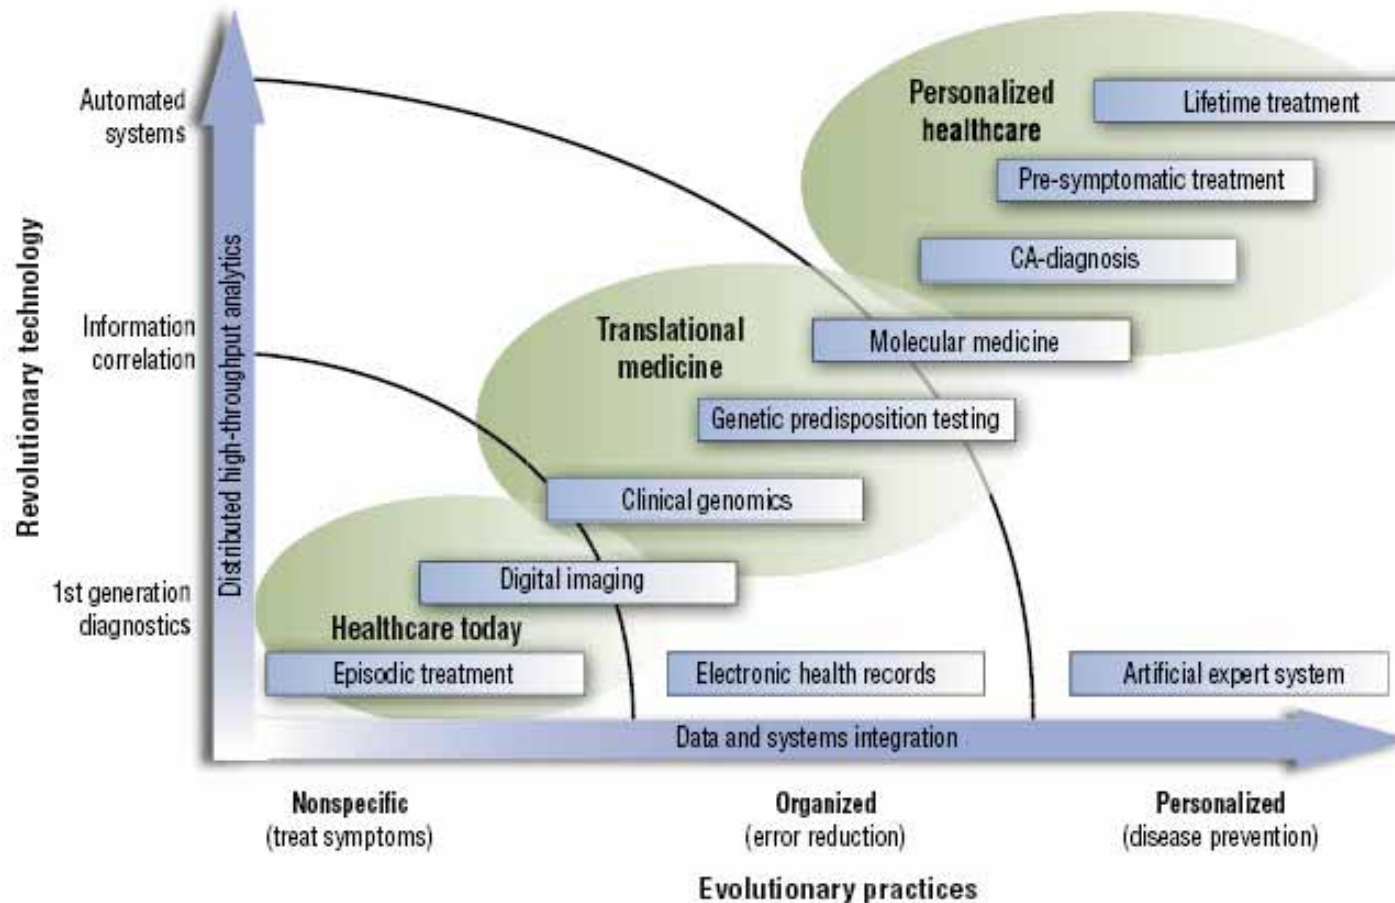 Automated
systems
Personalized
healthcare
Lifetime treatment
Pre-symptomatic treatment
CA-diagnosis
Revolutionary technology
Distributed high-throughput analytics
Information
correlation
Translational
medicine
Molecular medicine
Genetic predisposition testing
Clinical genomics
1st generation
diagnostics
Digital imaging
Healthcare today
Episodic treatment
Electronic health records
Artificial expert system
Data and systems integration
Nonspecific
(treat symptoms)
Organized
(error reduction)
Personalized
(disease prevention)
Evolutionary practices